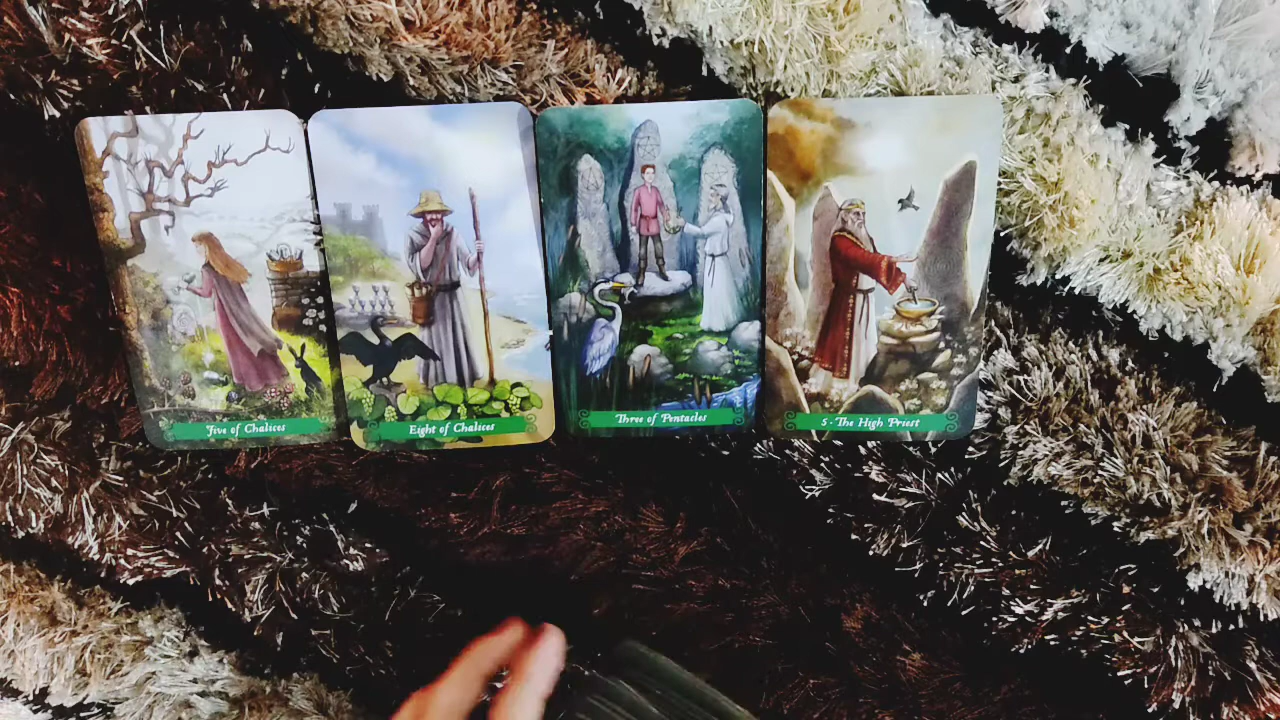 Five of Chalices
Eight of Chalices
Three of Pentacles
5 · The High Priest